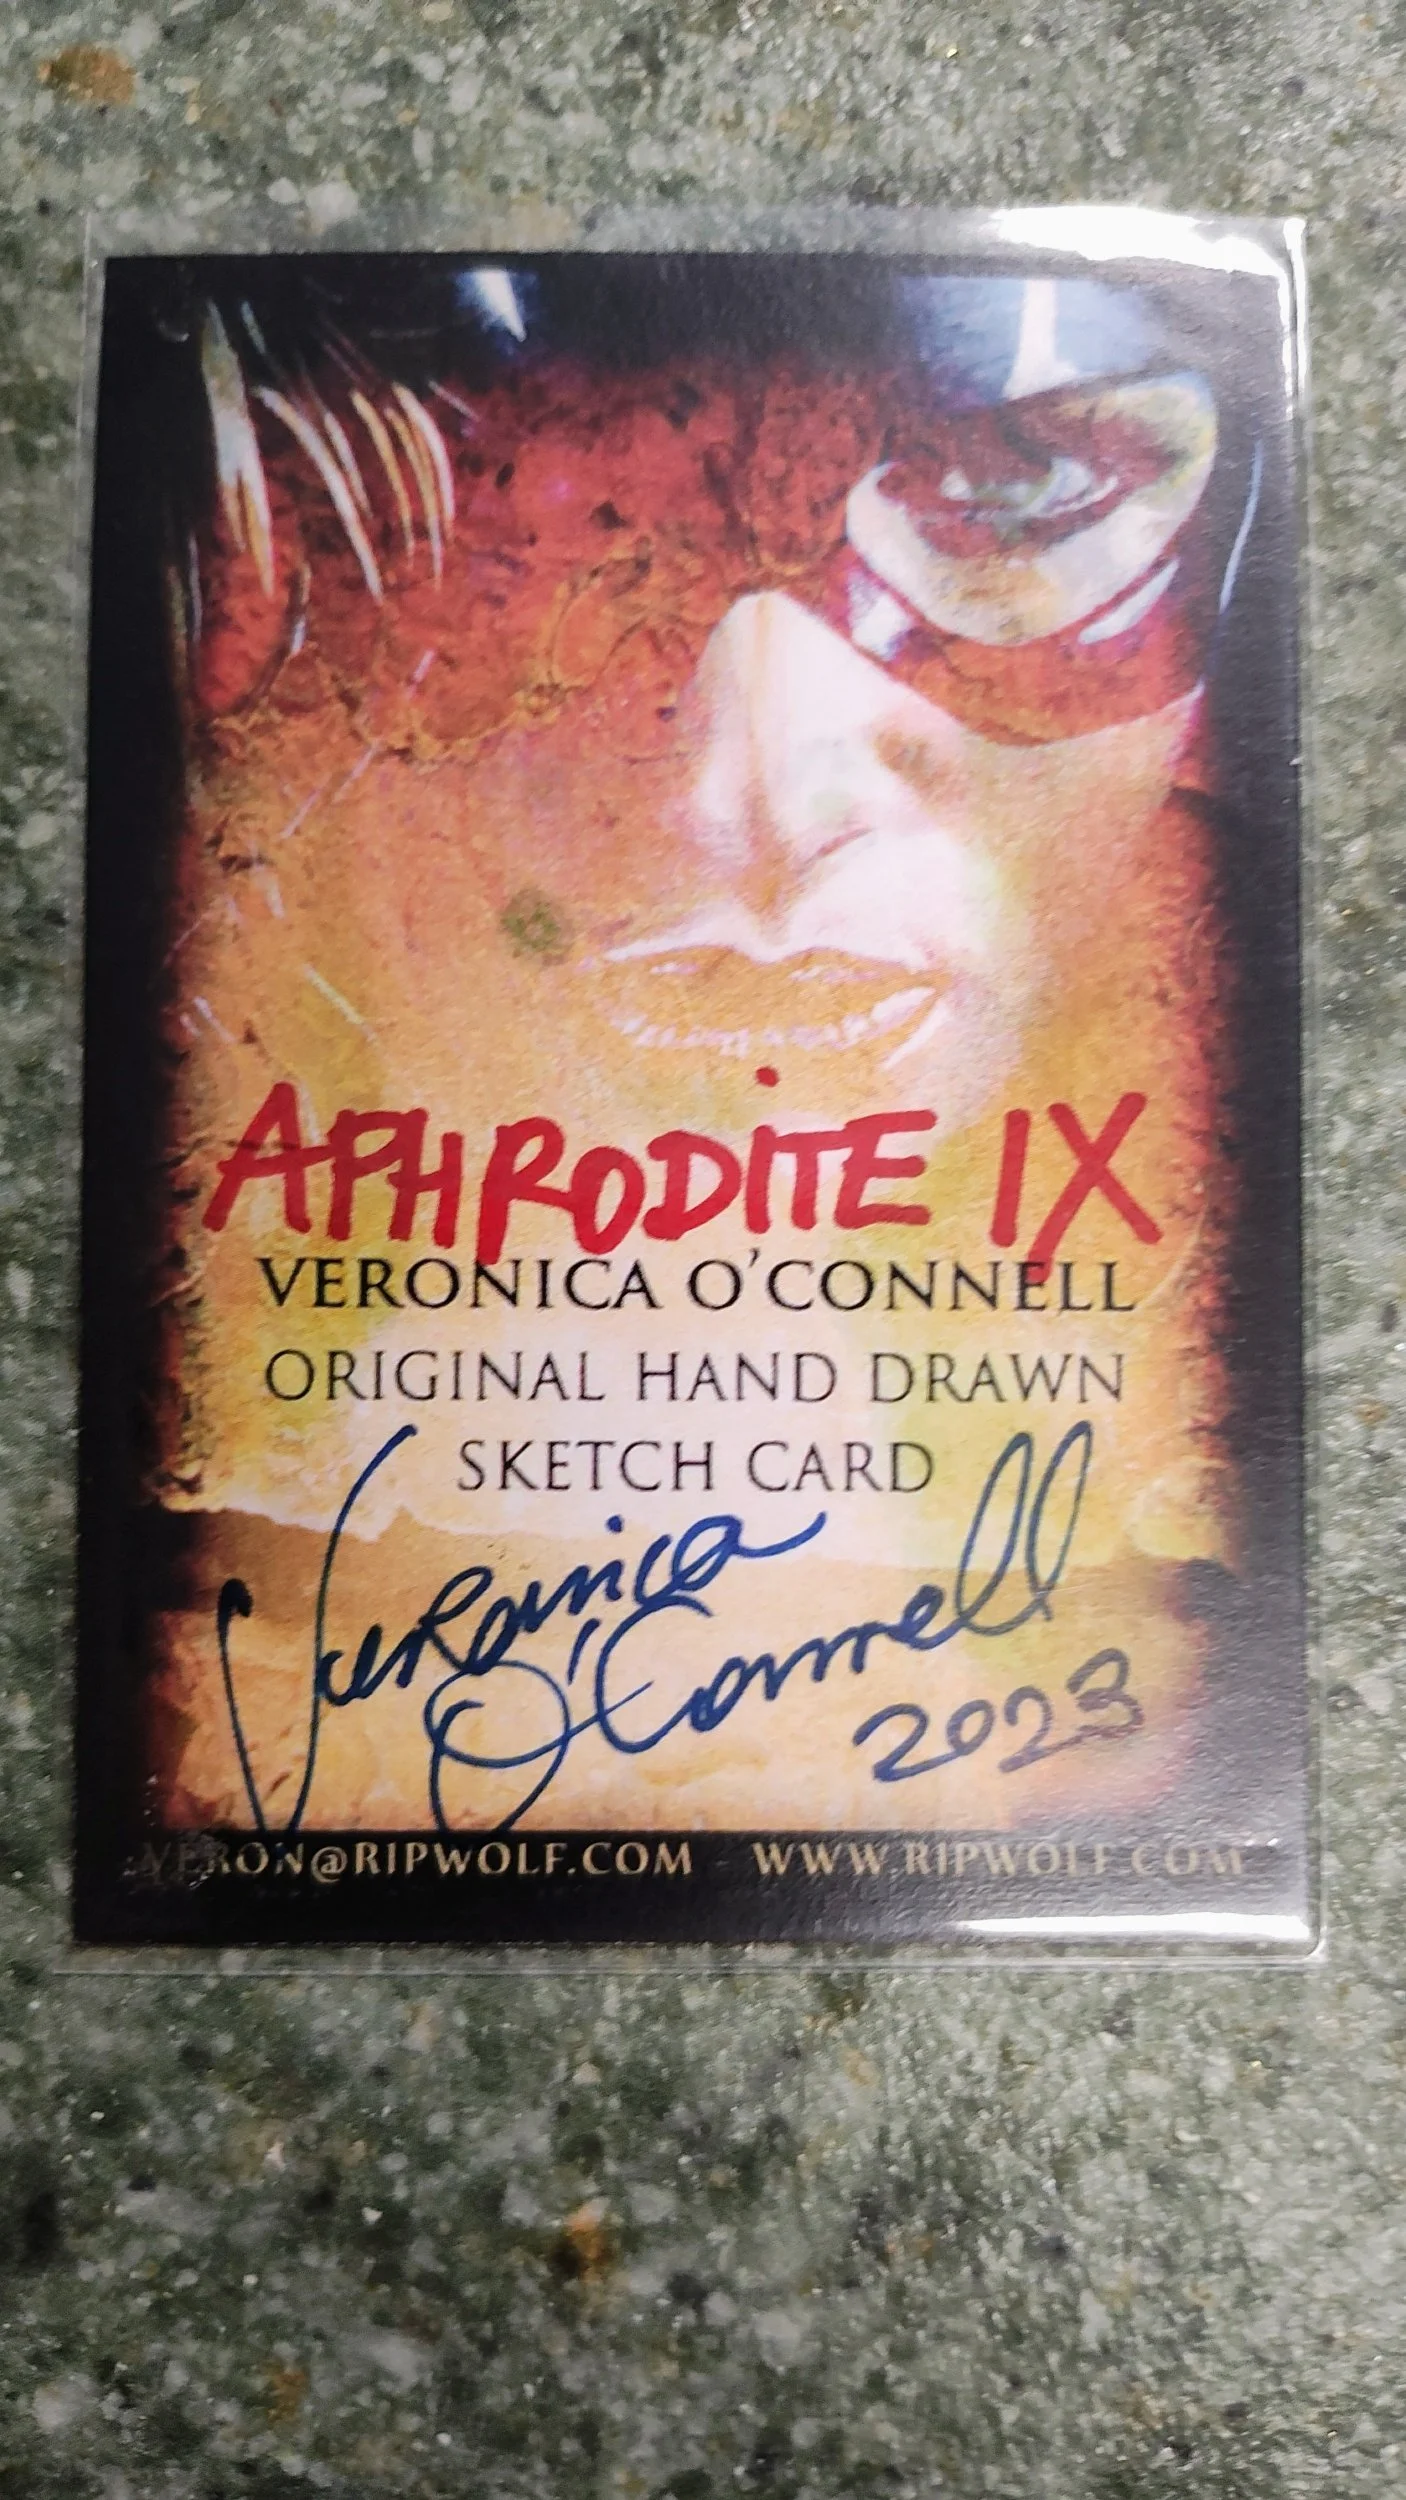 APHRODITE IX
VERONICA O'CONNELL
ORIGINAL HAND DRAWN
SKETCH CARD
Veronica
O'Connell
2023
VERON@RIPWOLF.COM - WWW.RIPWOLF.COM